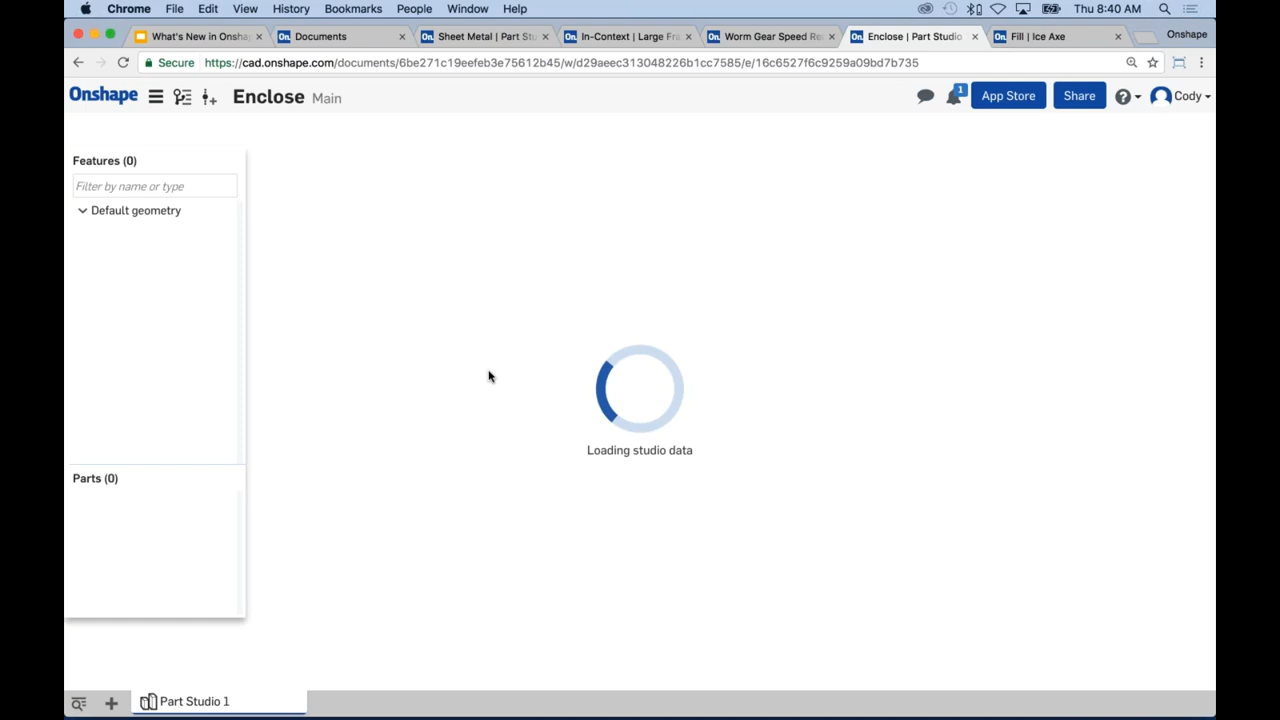 Chrome File Edit View History Bookmarks People Window Help Thu 8:40 AM
What's New in Onsha Documents Sheet Metal | Part Stu In-Context | Large Fra Worm Gear Speed Re Enclose | Part Studio Fill | Ice Axe Onshape
Secure https://cad.onshape.com/documents/6be271c19eefeb3e75612b45/w/d29aeec313048226b1cc7585/e/16c6527f6c9259a09bd7b735
Onshape Enclose Main 1 App Store Share Cody
Features (0)
Filter by name or type
Default geometry
Loading studio data
Parts (0)
Part Studio 1